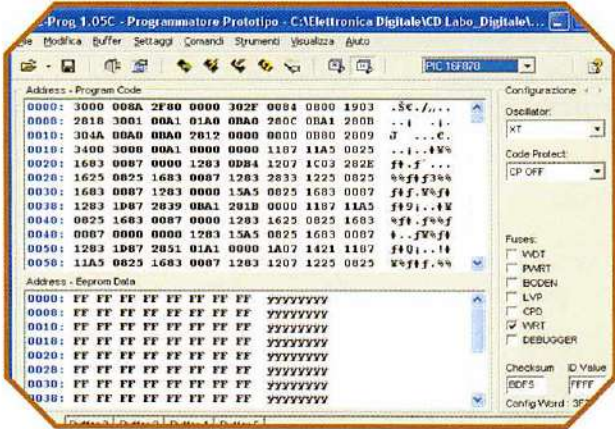 -Prog 1.05C - Programmatore Prototipo - C:\Elettronica Digitale\CD Labo_Digitale\...
Modifica Buffer Settaggi Comandi Strumenti Visualizza Aiuto
PIC 16F870
Address - Program Code
0000: 3000 008A 2F80 0000 302F 0084 0800 1903 .Š€./,..
0008: 2818 3001 00A1 01A0 0BA0 280C 0BA1 280B
0010: 304A 00A0 0BA0 2812 0000 0000 0B80 2809
0018: 3400 3008 00A1 0000 0000 1187 11A5 0025
0020: 1683 0087 0000 1283 0DB4 1207 1C03 282E
0028: 1625 0825 1683 0087 1283 2833 1225 0825
0030: 1683 0087 1283 0000 15A5 0825 1683 0087
0038: 1283 1D87 2839 0BA1 281B 0000 1187 11A5
0040: 0825 1683 0087 0000 1283 1625 0825 1683
0048: 0087 0000 0000 1283 15A5 0825 1683 0087
0050: 1283 1D87 2851 01A1 0000 1A07 1421 1187
0058: 11A5 0825 1683 0087 1283 1207 1225 0825
Address - Eeprom Data
0000: FF FF FF FF FF FF FF FF ÿÿÿÿÿÿÿÿ
0008: FF FF FF FF FF FF FF FF ÿÿÿÿÿÿÿÿ
0010: FF FF FF FF FF FF FF FF ÿÿÿÿÿÿÿÿ
0018: FF FF FF FF FF FF FF FF ÿÿÿÿÿÿÿÿ
0020: FF FF FF FF FF FF FF FF ÿÿÿÿÿÿÿÿ
0028: FF FF FF FF FF FF FF FF ÿÿÿÿÿÿÿÿ
0030: FF FF FF FF FF FF FF FF ÿÿÿÿÿÿÿÿ
0038: FF FF FF FF FF FF FF FF ÿÿÿÿÿÿÿÿ
Configurazione
Oscillator:
XT
Code Protect:
CP OFF
Fuses:
WDT
PWRT
BODEN
LVP
CPD
WRT
DEBUGGER
Checksum ID Value
BDF5 FFFF
Config Word :